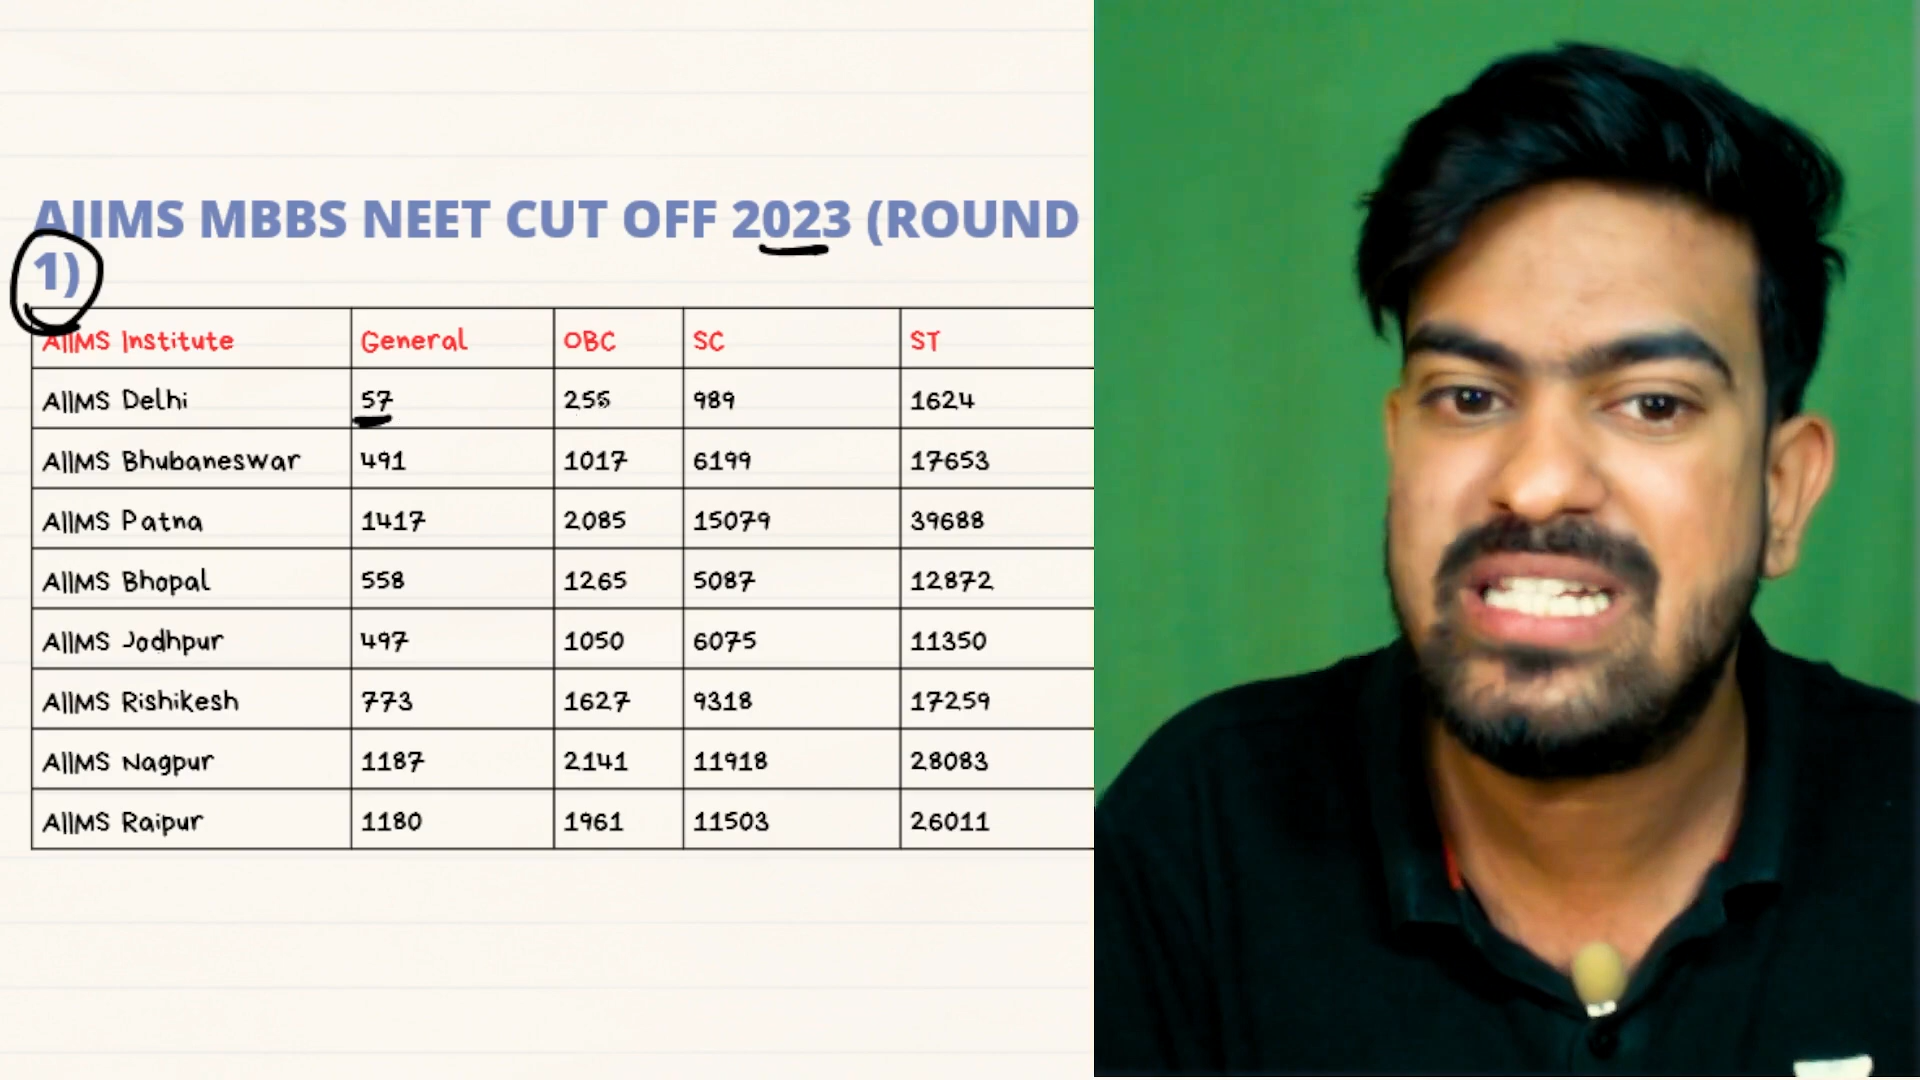 AIIMS MBBS NEET CUT OFF 2023 (ROUND
1)
AIIMS Institute General OBC SC ST
AIIMS Delhi 57 255 989 1624
AIIMS Bhubaneswar 491 1017 6199 17653
AIIMS Patna 1417 2085 15079 39688
AIIMS Bhopal 558 1265 5087 12872
AIIMS Jodhpur 497 1050 6075 11350
AIIMS Rishikesh 773 1627 9318 17259
AIIMS Nagpur 1187 2141 11918 28083
AIIMS Raipur 1180 1961 11503 26011